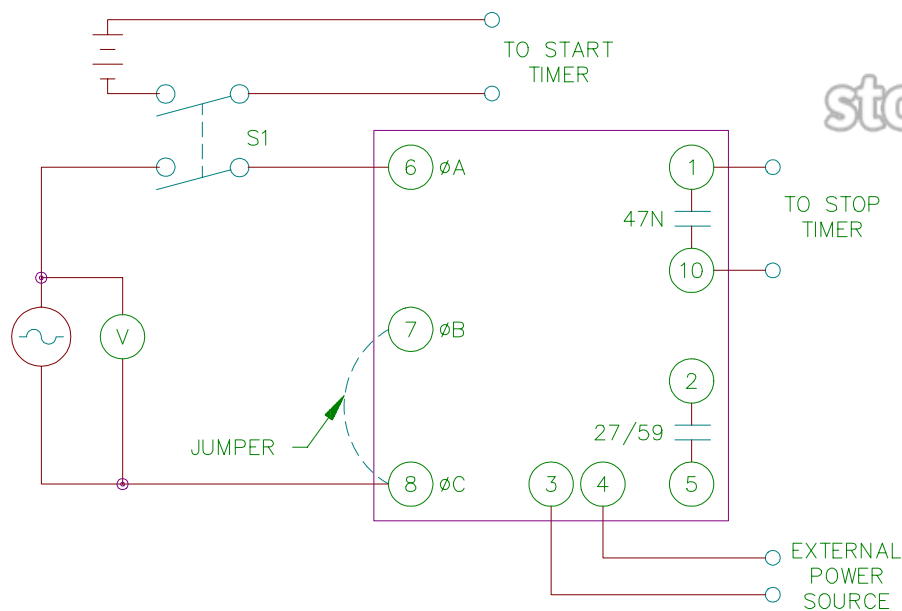 TO START
TIMER
S1
6 øA
1
TO STOP
TIMER
47N
10
7 øB
2
JUMPER
27/59
8 øC
3
4
5
V
EXTERNAL
POWER
SOURCE